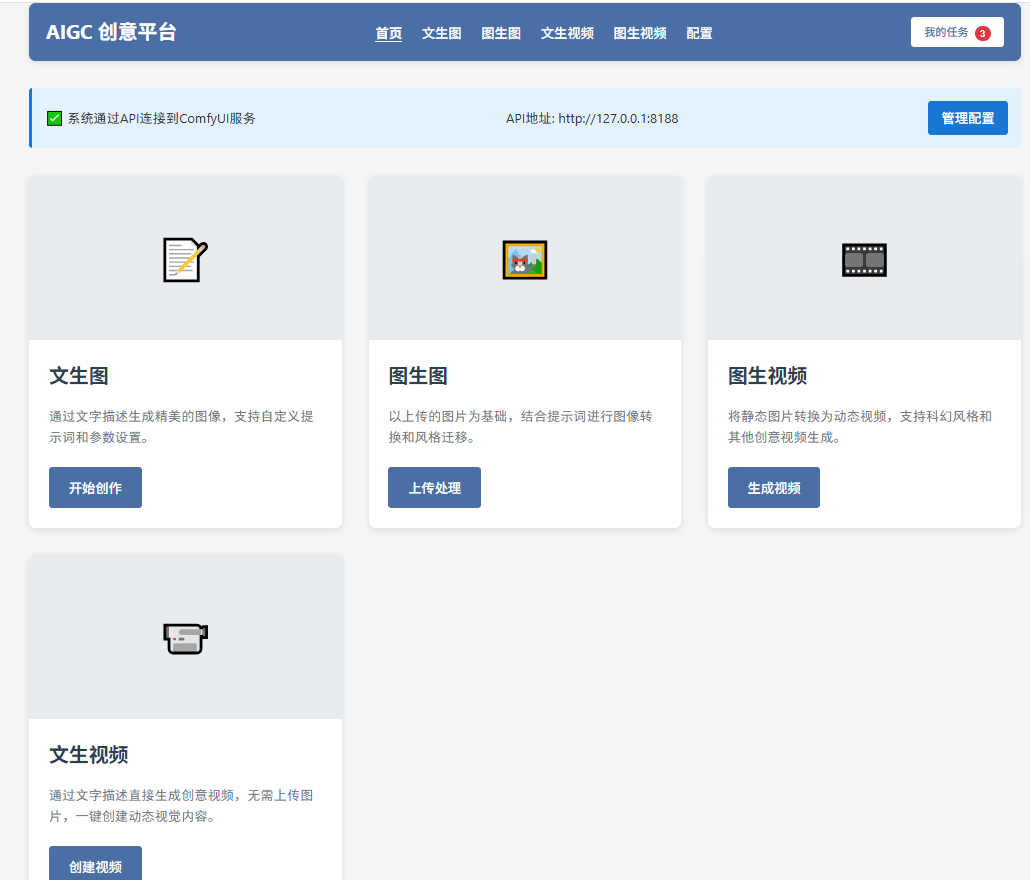 AIGC 创意平台
首页 文生图 图生图 文生视频 图生视频 配置
我的任务 3
系统通过API连接到ComfyUI服务
API地址: http://127.0.0.1:8188
管理配置
文生图
通过文字描述生成精美的图像，支持自定义提
示词和参数设置。
开始创作
图生图
以上传的图片为基础，结合提示词进行图像转
换和风格迁移。
上传处理
图生视频
将静态图片转换为动态视频，支持科幻风格和
其他创意视频生成。
生成视频
文生视频
通过文字描述直接生成创意视频，无需上传图
片，一键创建动态视觉内容。
创建视频